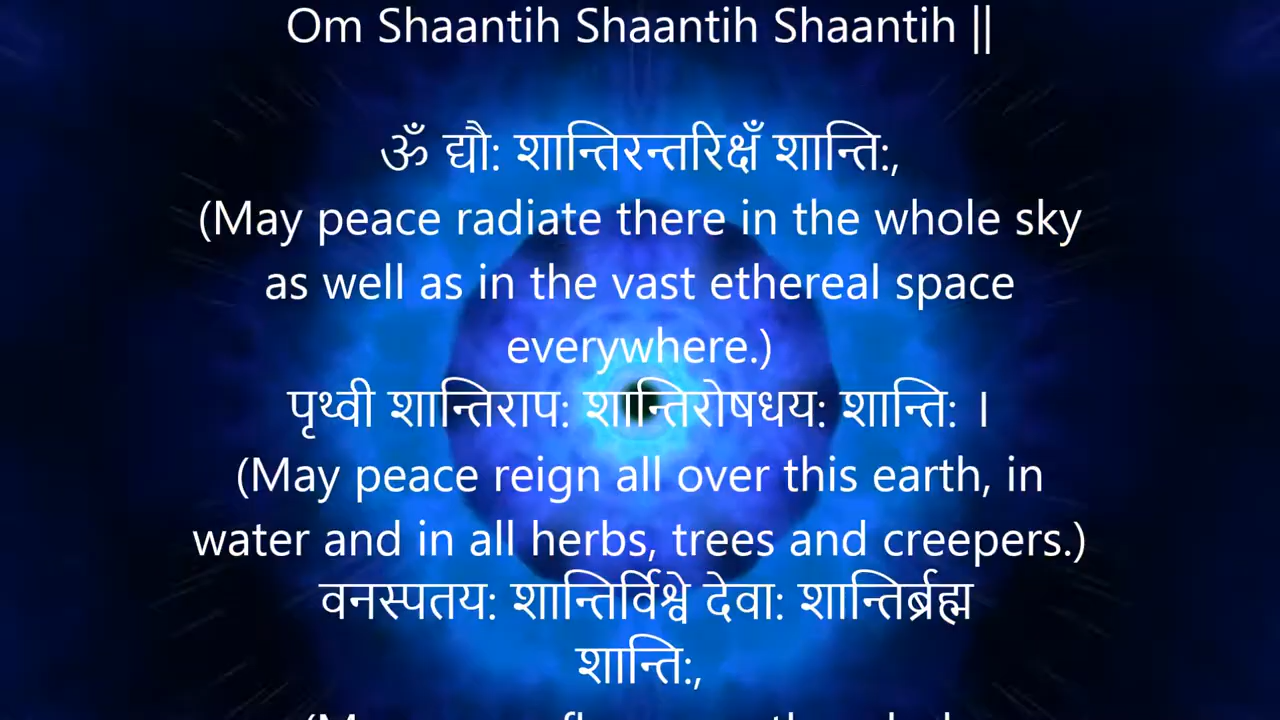 Om Shaantih Shaantih Shaantih ||
ॐ द्यौ: शान्तिरन्तरिक्षँ शान्ति:,
(May peace radiate there in the whole sky
as well as in the vast ethereal space
everywhere.)
पृथ्वी शान्तिराप: शान्तिरोषधय: शान्ति: ।
(May peace reign all over this earth, in
water and in all herbs, trees and creepers.)
वनस्पतय: शान्तिर्विश्वे देवा: शान्तिर्ब्रह्म
शान्ति:,